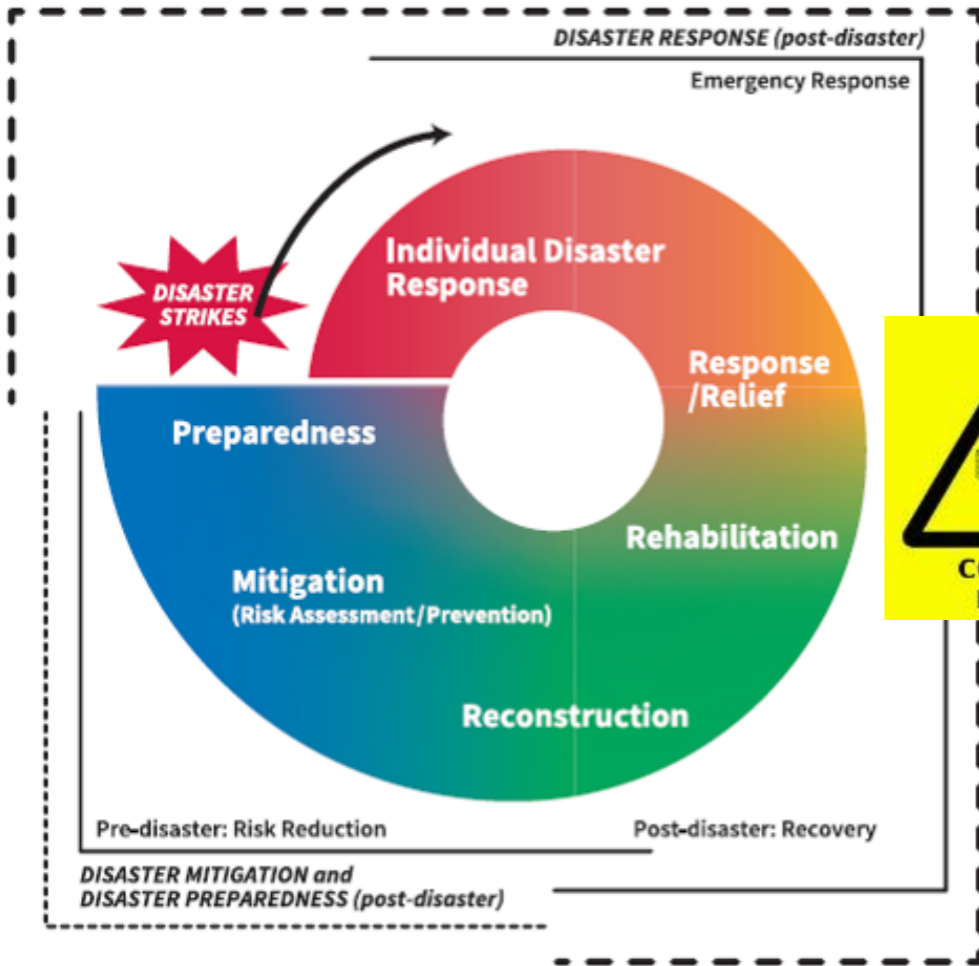 DISASTER RESPONSE (post-disaster)
Emergency Response
Individual Disaster
Response
DISASTER
STRIKES
Response
/Relief
Preparedness
Rehabilitation
Mitigation
(Risk Assessment/Prevention)
Reconstruction
Pre-disaster: Risk Reduction
Post-disaster: Recovery
DISASTER MITIGATION and
DISASTER PREPAREDNESS (post-disaster)